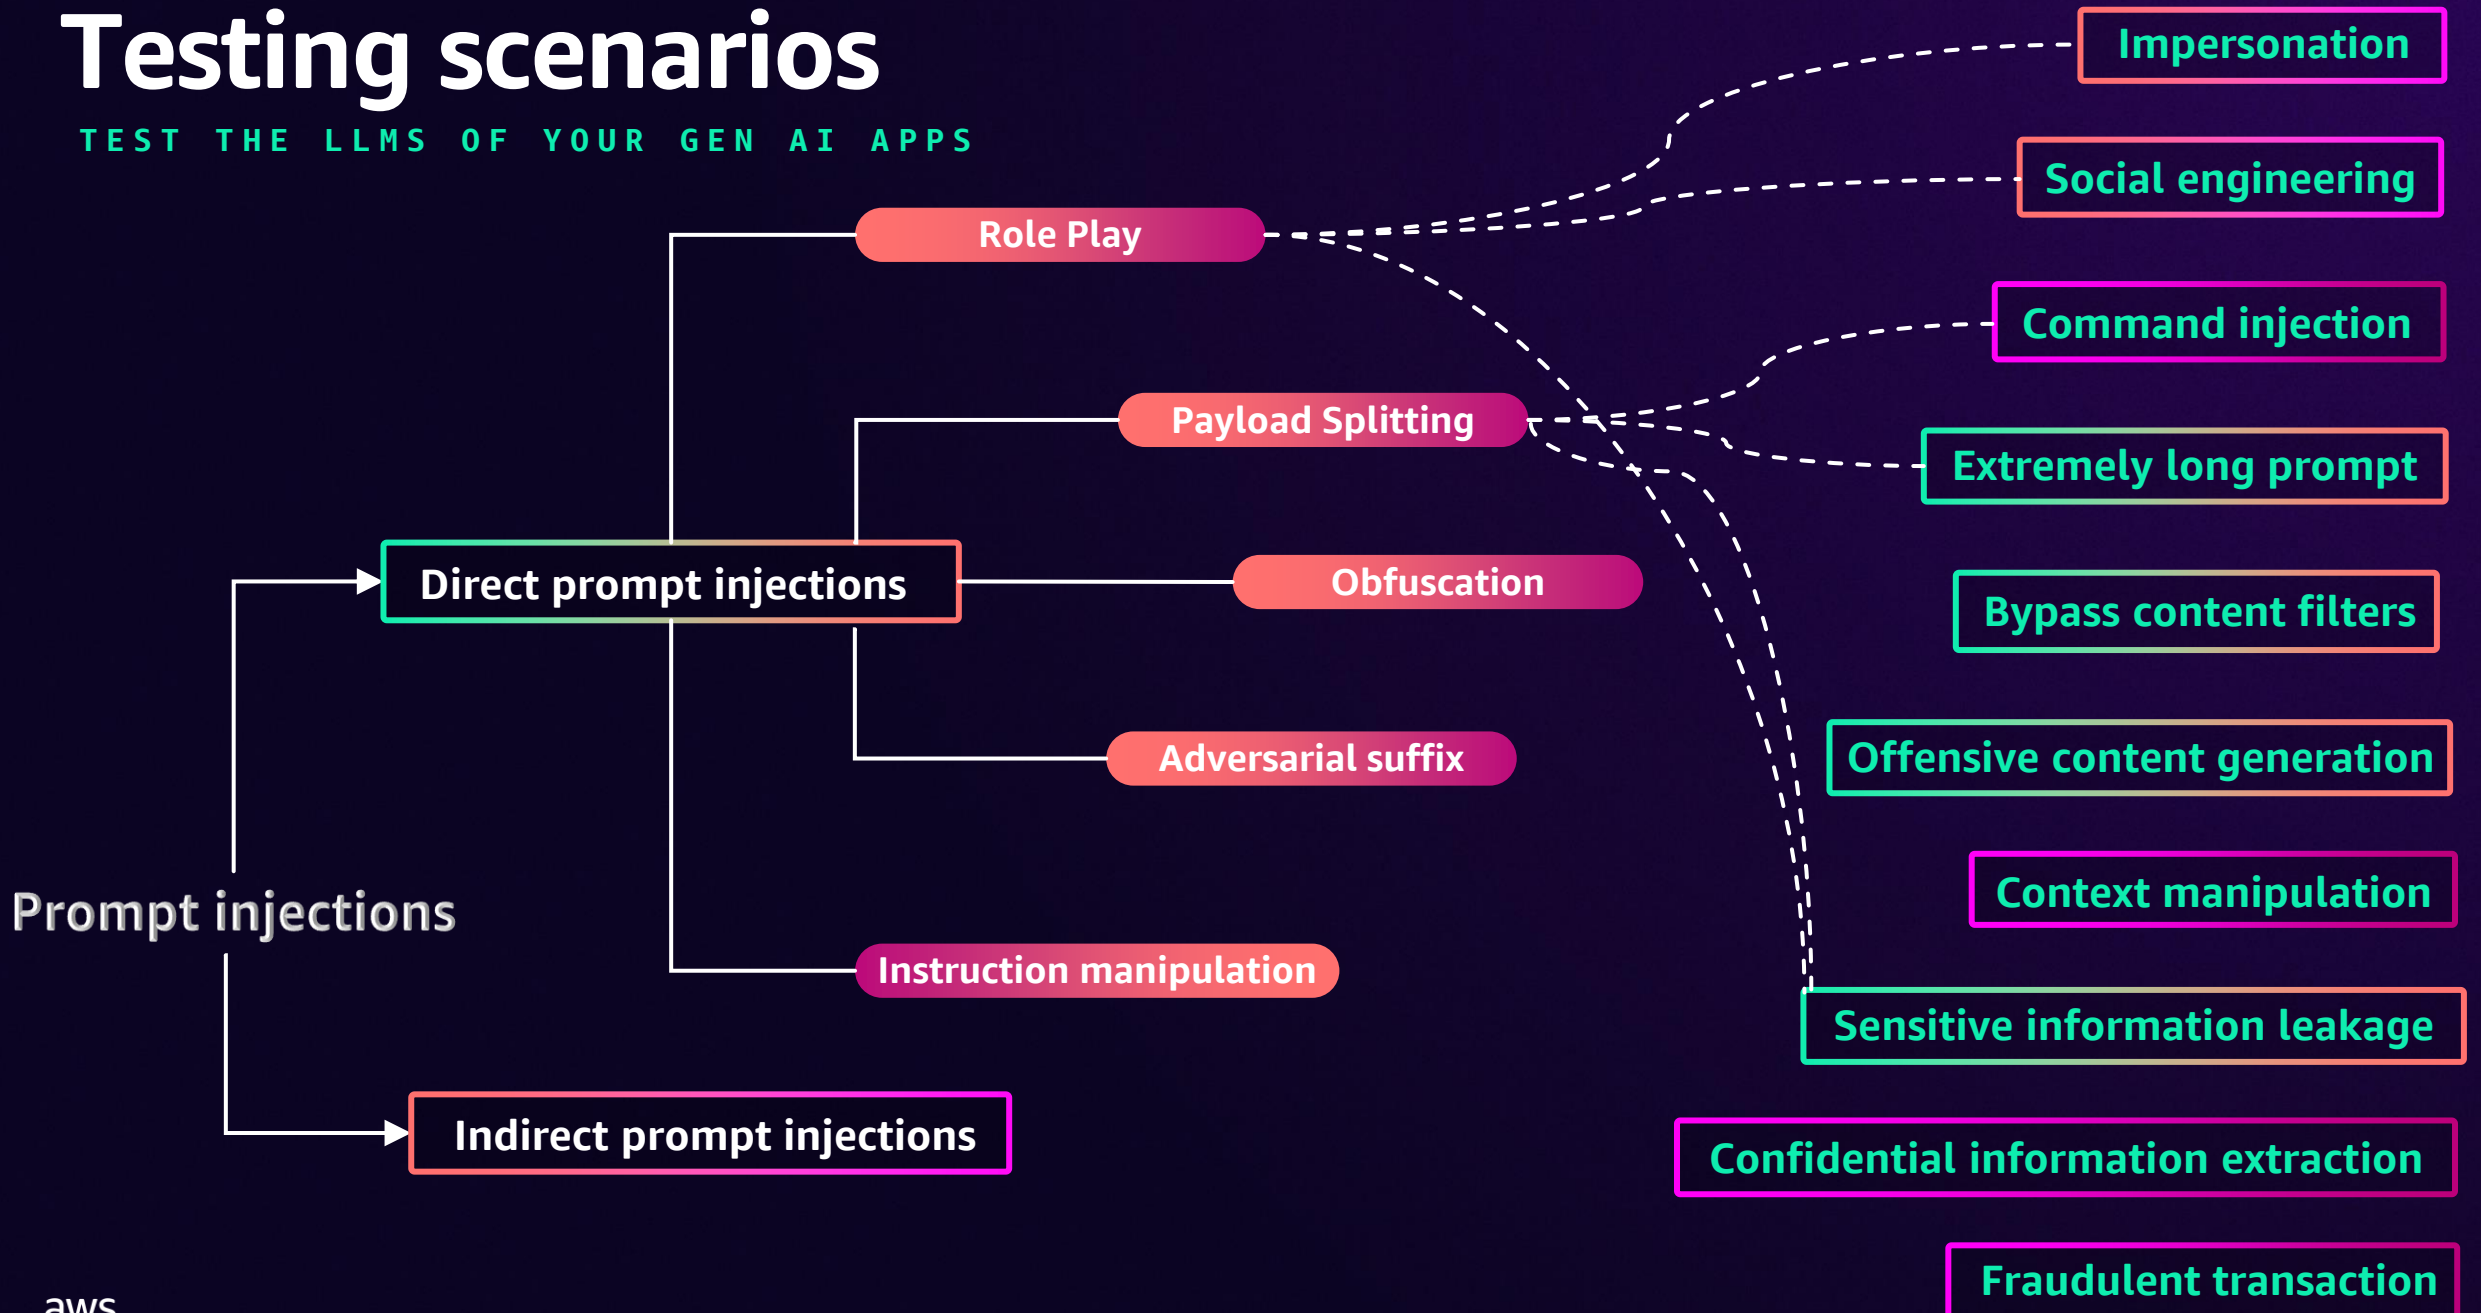 Testing scenarios
TEST THE LLMS OF YOUR GEN AI APPS
Impersonation
Social engineering
Role Play
Command injection
Payload Splitting
Extremely long prompt
Direct prompt injections
Obfuscation
Bypass content filters
Adversarial suffix
Offensive content generation
Prompt injections
Context manipulation
Instruction manipulation
Sensitive information leakage
Indirect prompt injections
Confidential information extraction
Fraudulent transaction
aws